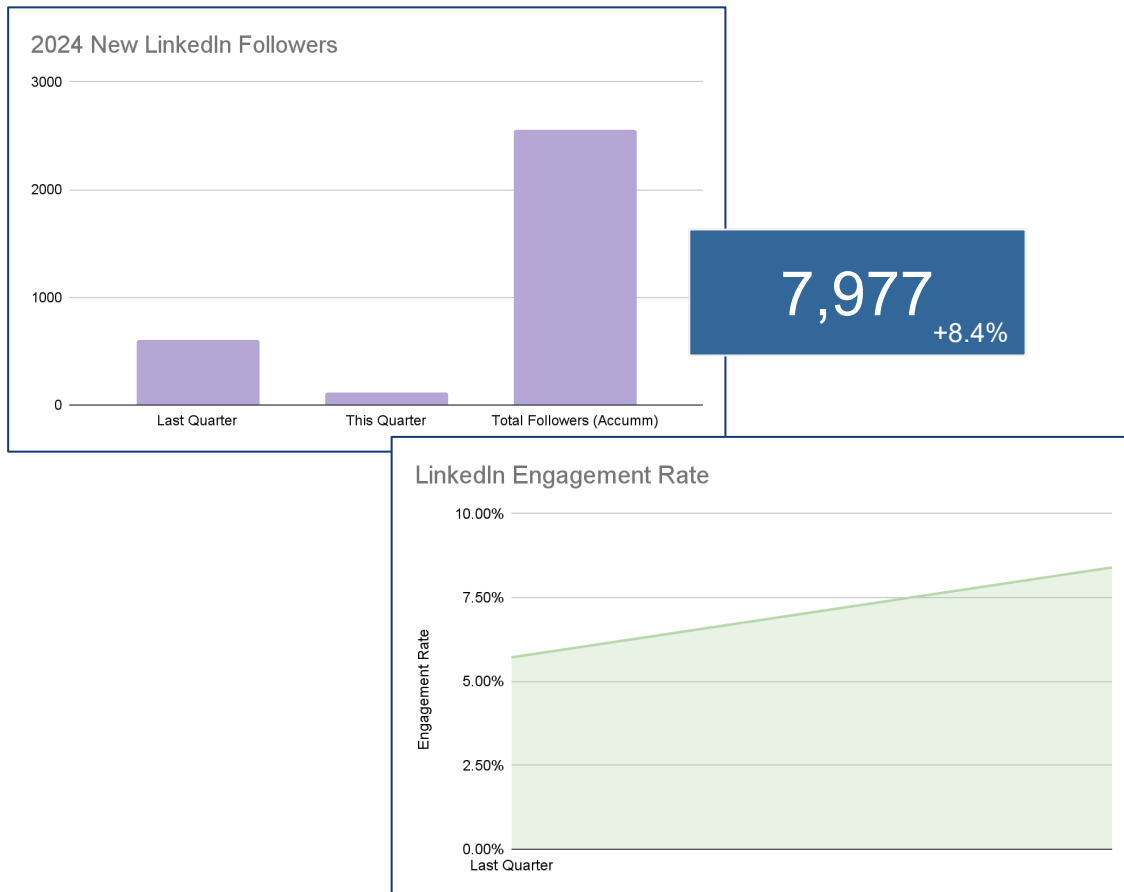 2024 New LinkedIn Followers
3000
2000
1000
0
Last Quarter
This Quarter
Total Followers (Accumm)
7,977
+8.4%
LinkedIn Engagement Rate
Engagement Rate
10.00%
7.50%
5.00%
2.50%
0.00%
Last Quarter